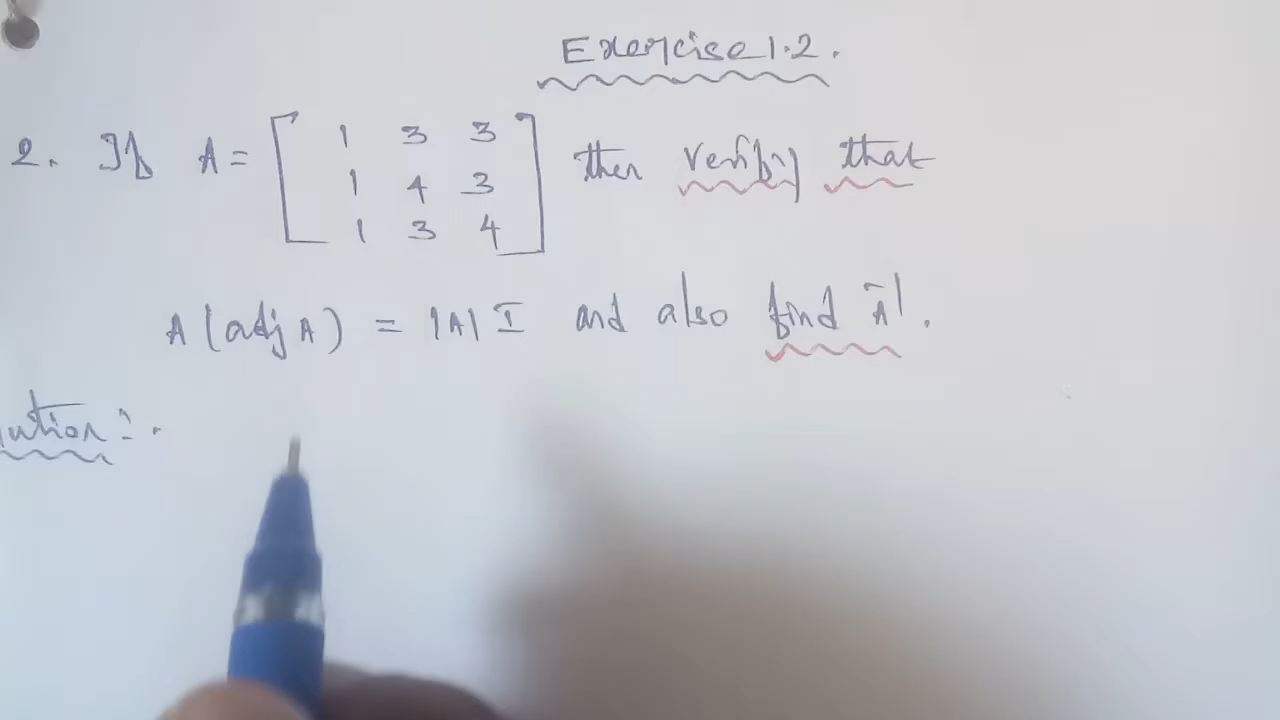 Exercise 1.2.
2. If A = [ 1 3 3 then verify that
1 4 3
1 3 4 ]
A (adj A) = |A| I and also find A⁻¹.
ution :.